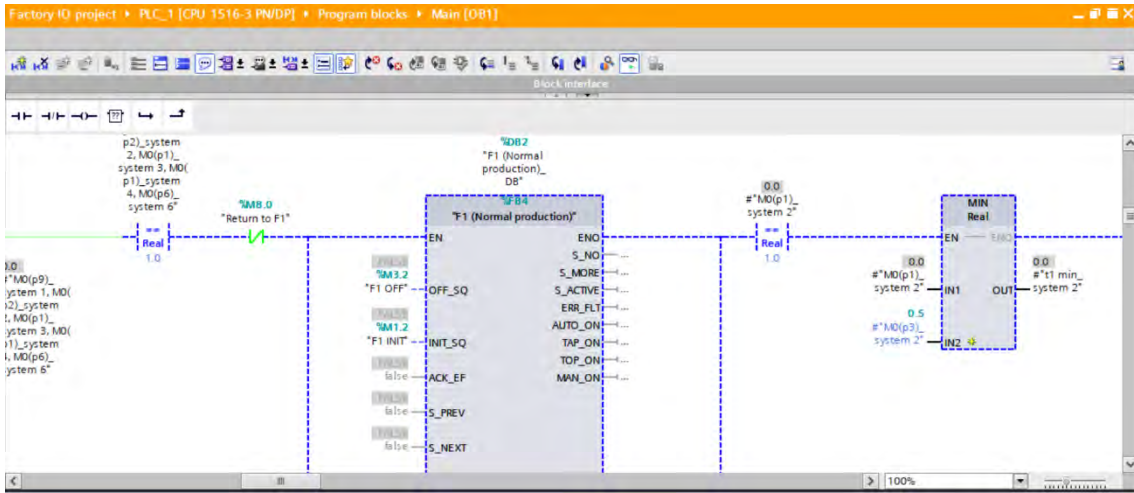 Factory IO project ▸ PLC_1 [CPU 1516-3 PN/DP] ▸ Program blocks ▸ Main [OB1]
Block interface
p2)_system
2, M0(p1)_
system 3, M0(
p1)_system
4, M0(p6)_
system 6"
==
Real
1.0
%M8.0
"Return to F1"
0.0
#"M0(p9)_
ystem 1, M0(
p2)_system
2, M0(p1)_
ystem 3, M0(
p1)_system
4, M0(p6)_
ystem 6"
%DB2
"F1 (Normal
production)_
DB"
%FB4
"F1 (Normal production)"
EN
ENO
S_NO ...
FALSE
%M3.2
"F1 OFF"
OFF_SQ
S_MORE ...
S_ACTIVE ...
ERR_FLT ...
FALSE
%M1.2
"F1 INIT"
INIT_SQ
AUTO_ON ...
TAP_ON ...
TOP_ON ...
MAN_ON ...
FALSE
false
ACK_EF
FALSE
false
S_PREV
FALSE
false
S_NEXT
0.0
#"M0(p1)_
system 2"
==
Real
1.0
MIN
Real
EN
ENO
0.0
#"M0(p1)_
system 2"
IN1
0.5
#"M0(p3)_
system 2"
IN2
OUT
0.0
#"t1 min_
system 2"
100%